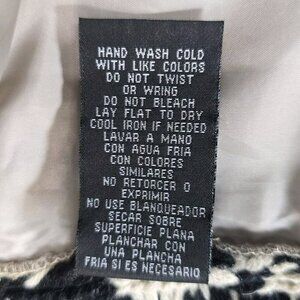 HAND WASH COLD
WITH LIKE COLORS
DO NOT TWIST
OR WRING
DO NOT BLEACH
LAY FLAT TO DRY
COOL IRON IF NEEDED
LAVAR A MANO
CON AGUA FRIA
CON COLORES
SIMILARES
NO RETORCER O
EXPRIMIR
NO USE BLANQUEADOR
SECAR SOBRE
SUPERFICIE PLANA
PLANCHAR CON
UNA PLANCHA
FRIA SI ES NECESARIO